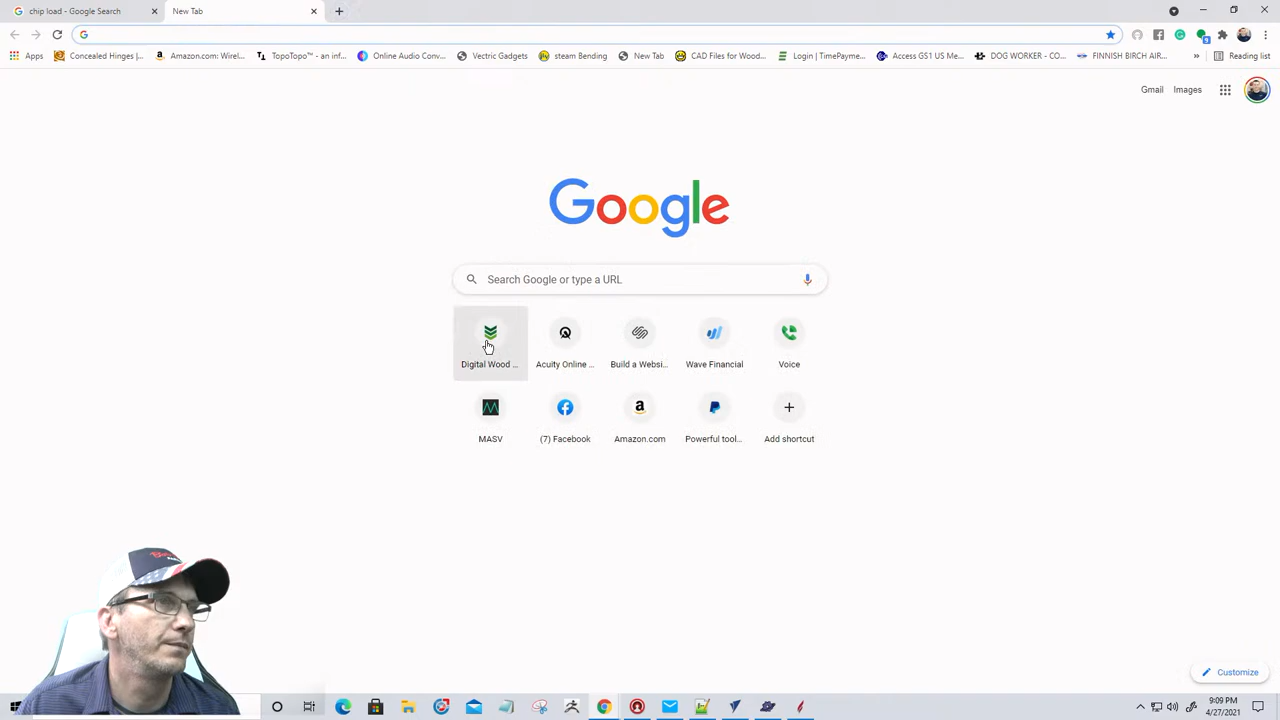 chip load - Google Search
New Tab
Apps
Concealed Hinges |...
Amazon.com: Wirel...
TopoTopo™ - an inf...
Online Audio Conv...
Vectric Gadgets
steam Bending
New Tab
CAD Files for Wood...
Login | TimePayme...
Access GS1 US Me...
DOG WORKER - CO...
FINNISH BIRCH AIR...
»
Reading list
Gmail
Images
Google
Search Google or type a URL
Digital Wood ...
Acuity Online ...
Build a Websi...
Wave Financial
Voice
MASV
(7) Facebook
Amazon.com
Powerful tool...
Add shortcut
Customize
9:09 PM
4/27/2021